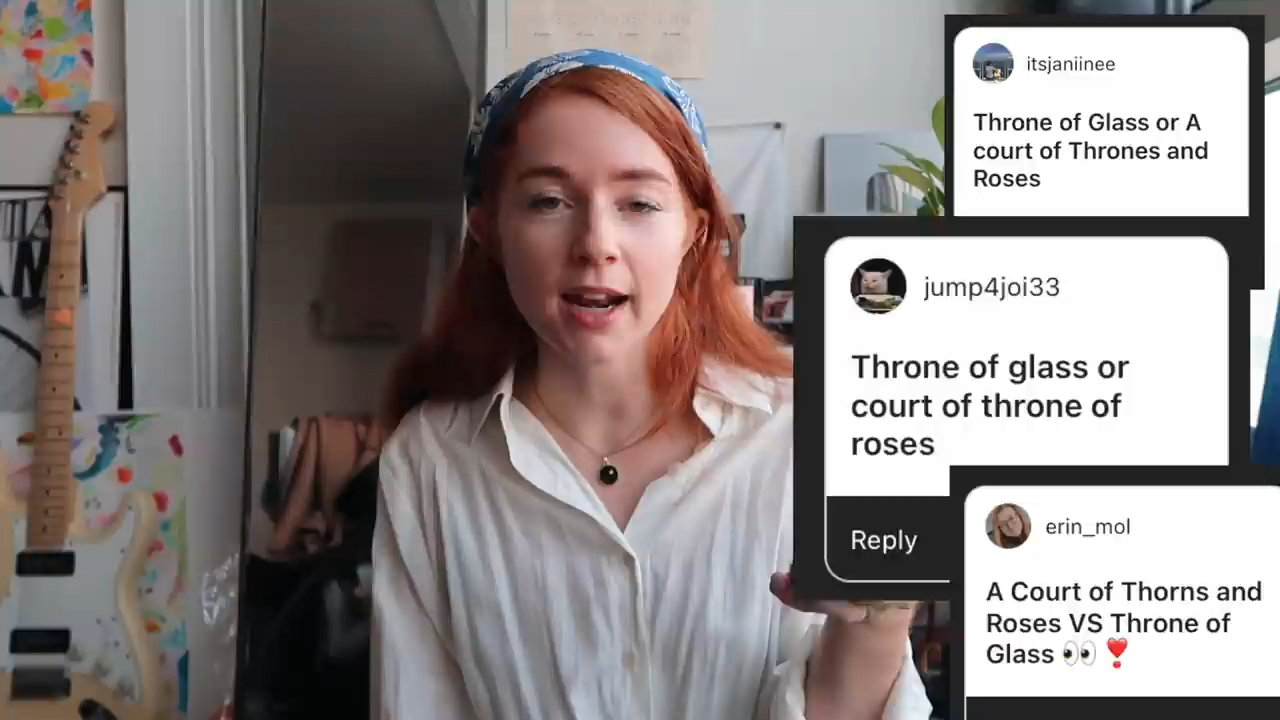 itsjaniinee
Throne of Glass or A
court of Thrones and
Roses
jump4joi33
Throne of glass or
court of throne of
roses
Reply
erin_mol
A Court of Thorns and
Roses VS Throne of
Glass 👀 ❣️